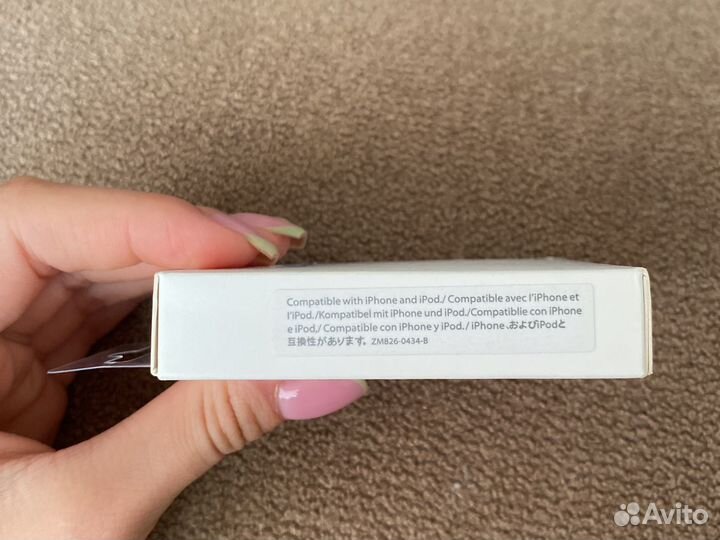 Compatible with iPhone and iPod./ Compatible avec l'iPhone et
l'iPod./Kompatibel mit iPhone und iPod./Compatiblie con iPhone
e iPod./ Compatible con iPhone y iPod./ iPhone、およびiPodと
互換性があります。 ZM826-0434-B
Avito